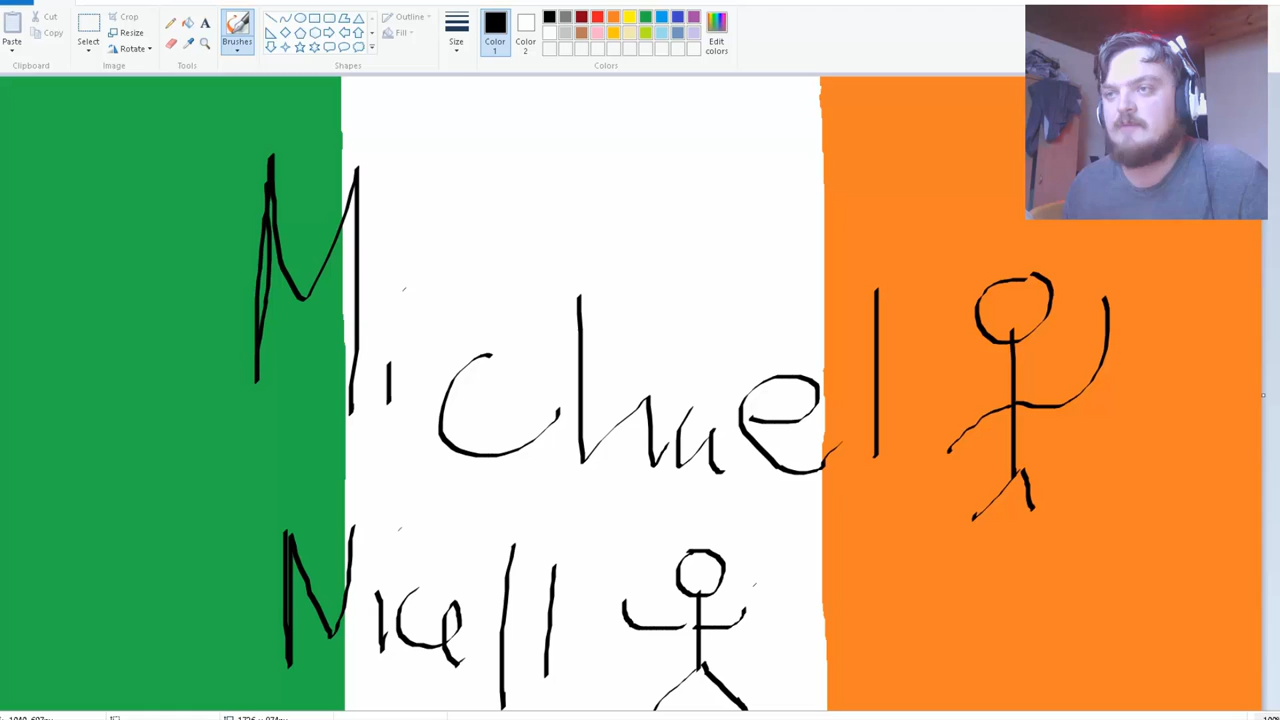 Cut
Copy
Paste
Clipboard
Crop
Resize
Rotate
Select
Image
Tools
Brushes
Outline
Fill
Shapes
Size
Color 1
Color 2
Edit colors
Colors
Michael
Nicell